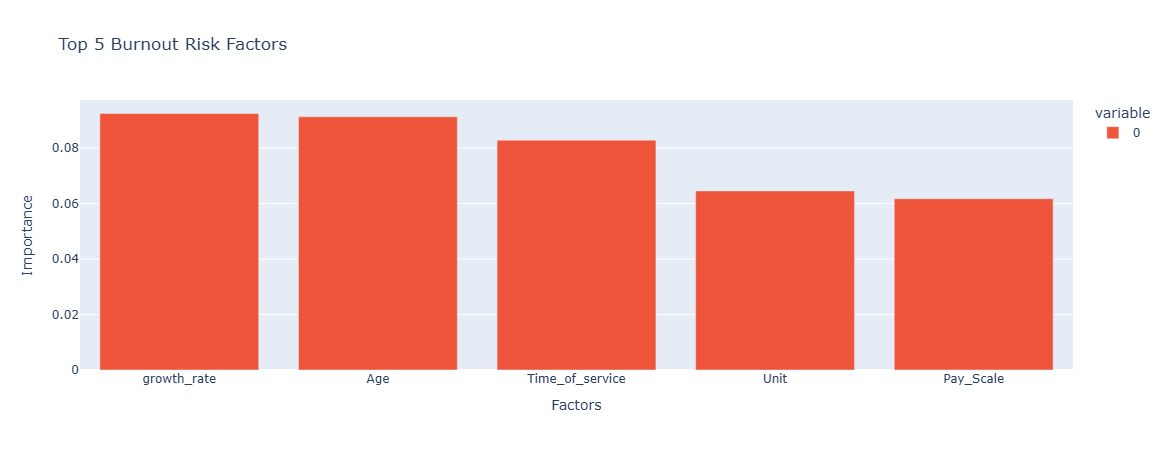 Top 5 Burnout Risk Factors
variable
0
Importance
0.08
0.06
0.04
0.02
0
growth_rate
Age
Time_of_service
Unit
Pay_Scale
Factors